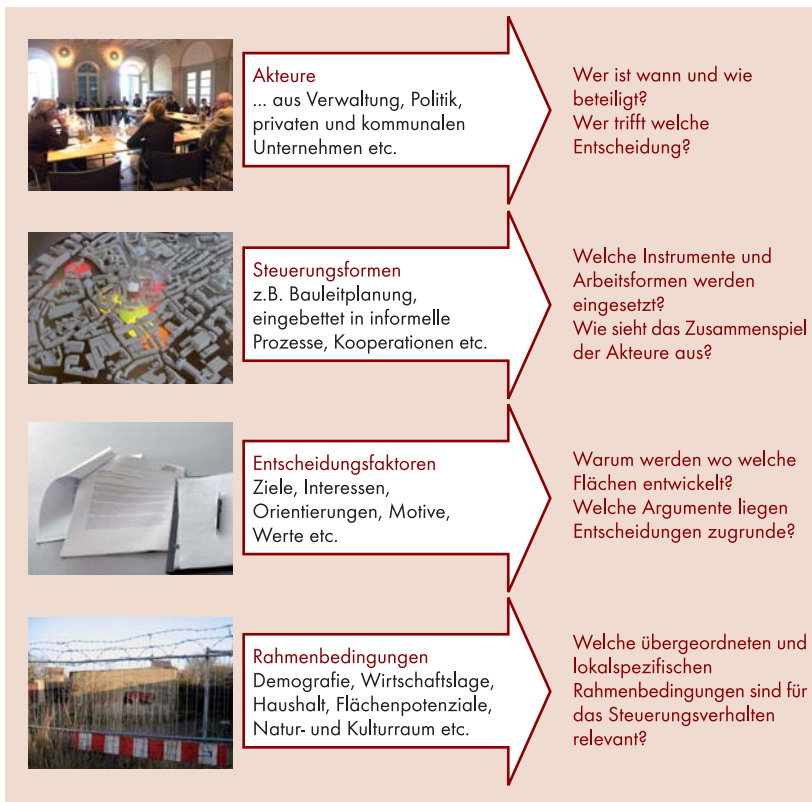 Akteure
... aus Verwaltung, Politik,
privaten und kommunalen
Unternehmen etc.
Wer ist wann und wie
beteiligt?
Wer trifft welche
Entscheidung?
Steuerungsformen
z.B. Bauleitplanung,
eingebettet in informelle
Prozesse, Kooperationen etc.
Welche Instrumente und
Arbeitsformen werden
eingesetzt?
Wie sieht das Zusammenspiel
der Akteure aus?
Entscheidungsfaktoren
Ziele, Interessen,
Orientierungen, Motive,
Werte etc.
Warum werden wo welche
Flächen entwickelt?
Welche Argumente liegen
Entscheidungen zugrunde?
Rahmenbedingungen
Demografie, Wirtschaftslage,
Haushalt, Flächenpotenziale,
Natur- und Kulturraum etc.
Welche übergeordneten und
lokalspezifischen
Rahmenbedingungen sind für
das Steuerungsverhalten
relevant?